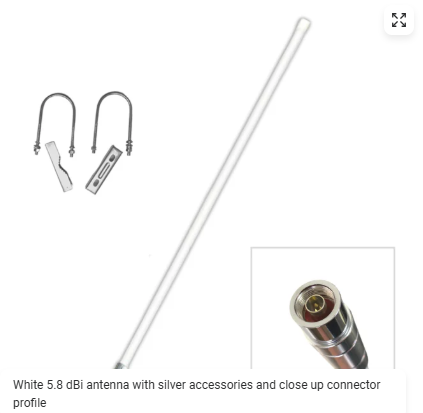 White 5.8 dBi antenna with silver accessories and close up connector
profile